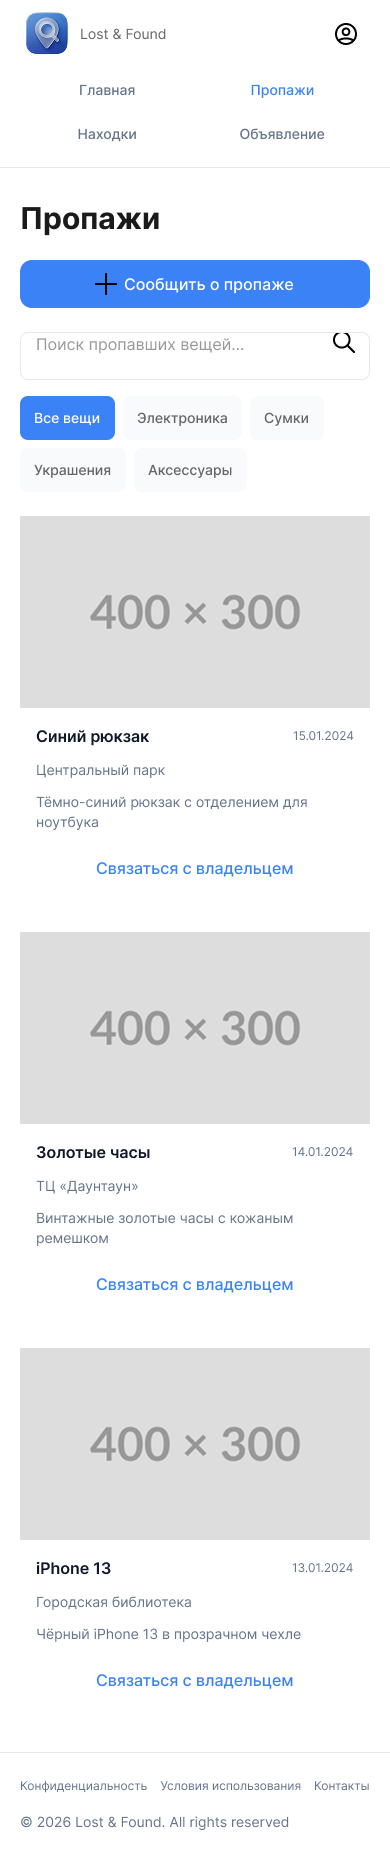 Lost & Found
Главная
Пропажи
Находки
Объявление
Пропажи
Сообщить о пропаже
Поиск пропавших вещей...
Все вещи
Электроника
Сумки
Украшения
Аксессуары
400 × 300
Синий рюкзак
15.01.2024
Центральный парк
Тёмно-синий рюкзак с отделением для
ноутбука
Связаться с владельцем
400 × 300
Золотые часы
14.01.2024
ТЦ «Даунтаун»
Винтажные золотые часы с кожаным
ремешком
Связаться с владельцем
400 × 300
iPhone 13
13.01.2024
Городская библиотека
Чёрный iPhone 13 в прозрачном чехле
Связаться с владельцем
Конфиденциальность
Условия использования
Контакты
© 2026 Lost & Found. All rights reserved